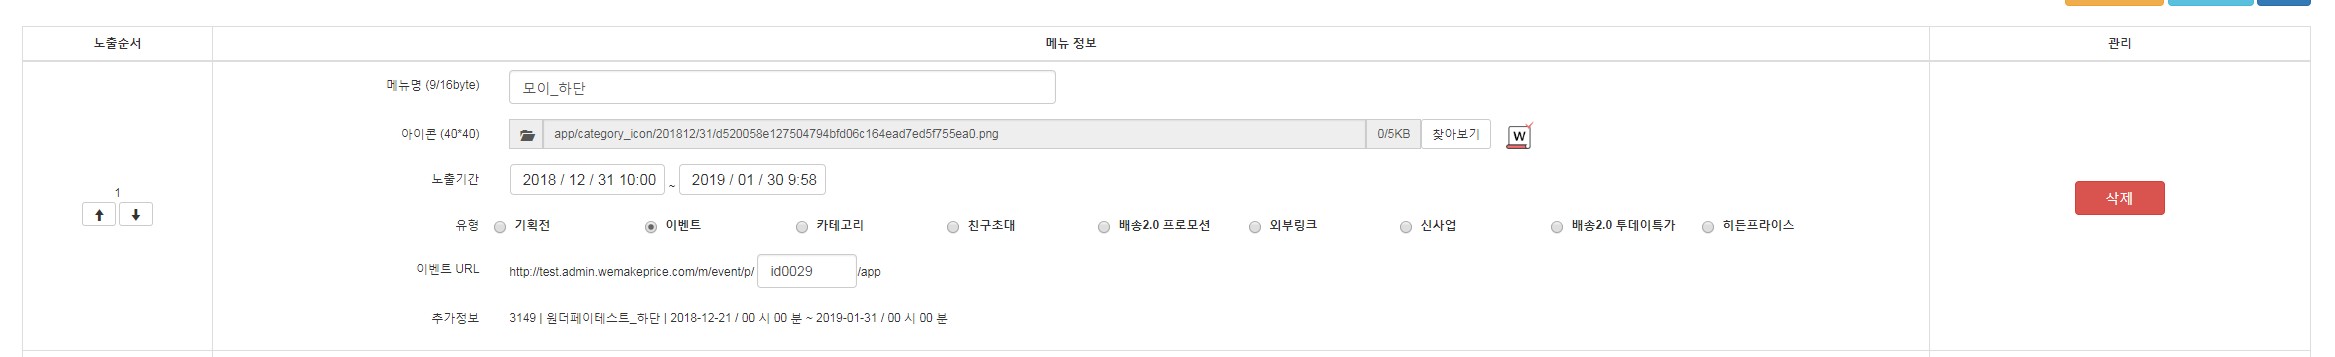 노출순서 메뉴 정보 관리
메뉴명 (9/16byte) 모이_하단
아이콘 (40*40) app/category_icon/201812/31/d520058e127504794bfd06c164ead7ed5f755ea0.png 0/5KB 찾아보기 W
노출기간 2018 / 12 / 31 10:00 ~ 2019 / 01 / 30 9:58
1
삭제
유형 기획전 이벤트 카테고리 친구초대 배송2.0 프로모션 외부링크 신사업 배송2.0 투데이특가 히든프라이스
이벤트 URL http://test.admin.wemakeprice.com/m/event/p/ id0029 /app
추가정보 3149 | 원더페이테스트_하단 | 2018-12-21 / 00 시 00 분 ~ 2019-01-31 / 00 시 00 분